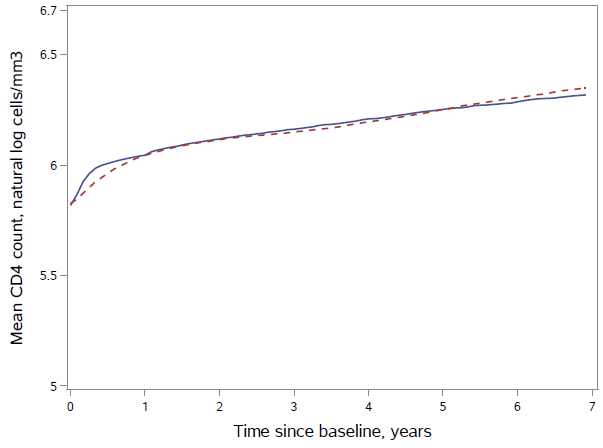 Mean CD4 count, natural log cells/mm3
6.7
6.5
6
5.5
5
0 1 2 3 4 5 6 7
Time since baseline, years